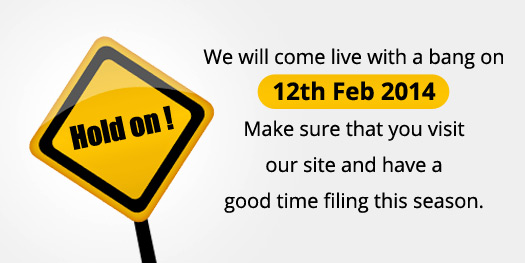 Hold on !
We will come live with a bang on
12th Feb 2014
Make sure that you visit
our site and have a
good time filing this season.